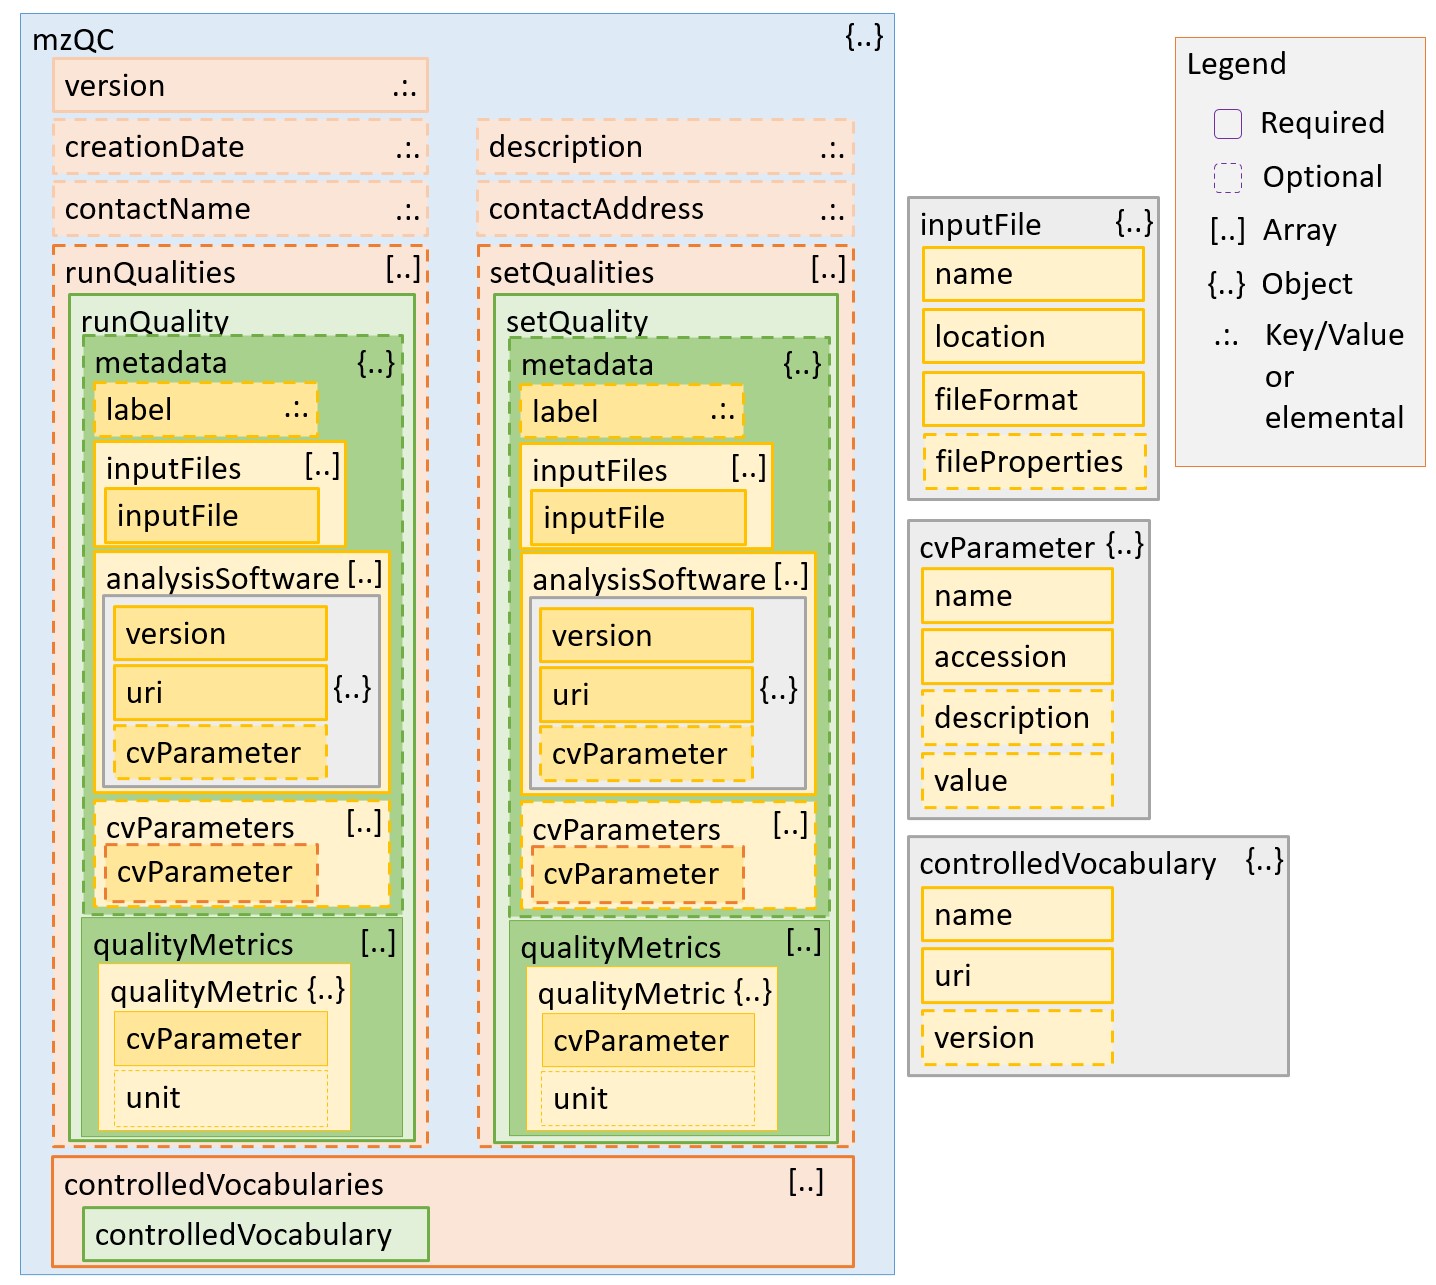 mzQC {..}
version .:.
creationDate .:.
description .:.
contactName .:.
contactAddress .:.
runQualities [..]
runQuality
metadata {..}
label .:.
inputFiles [..]
inputFile
analysisSoftware [..]
version
uri {..}
cvParameter
cvParameters [..]
cvParameter
qualityMetrics [..]
qualityMetric {..}
cvParameter
unit
setQualities [..]
setQuality
metadata {..}
label .:.
inputFiles [..]
inputFile
analysisSoftware [..]
version
uri {..}
cvParameter
cvParameters [..]
cvParameter
qualityMetrics [..]
qualityMetric {..}
cvParameter
unit
controlledVocabularies [..]
controlledVocabulary
inputFile {..}
name
location
fileFormat
fileProperties
cvParameter {..}
name
accession
description
value
controlledVocabulary {..}
name
uri
version
Legend
Required
Optional
[..] Array
{..} Object
.:. Key/Value
or
elemental